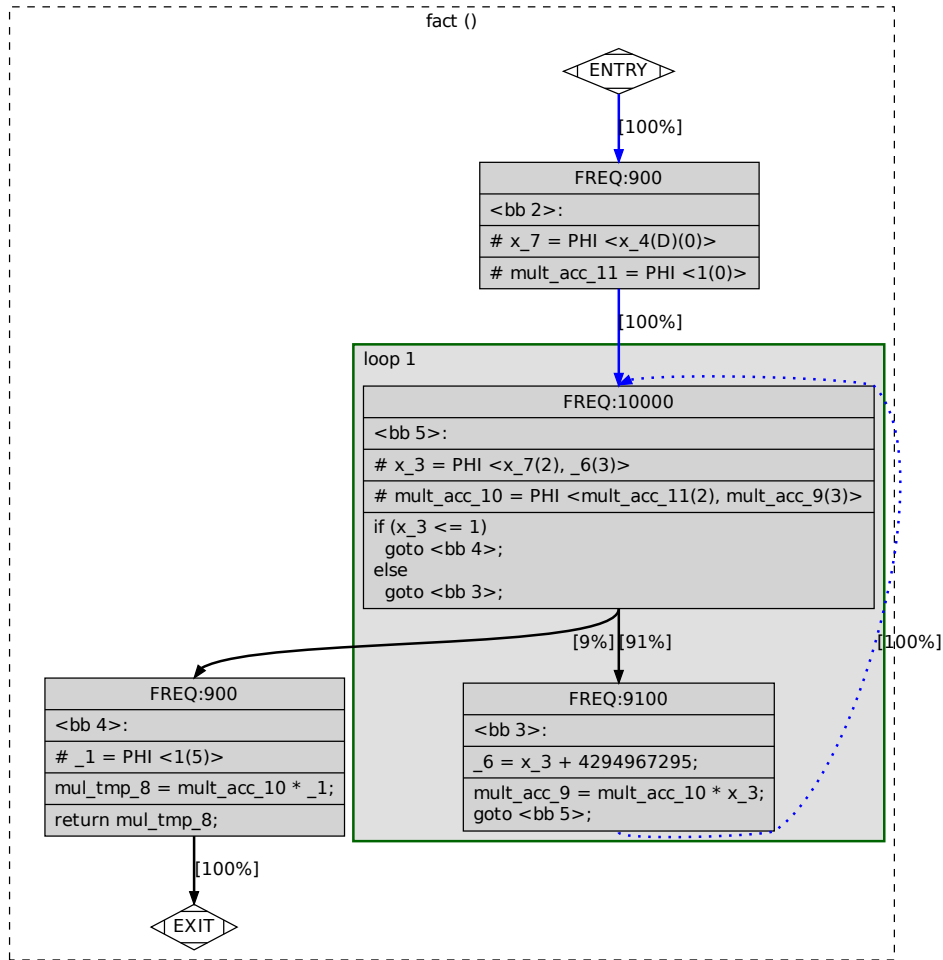 fact ()
ENTRY
[100%]
FREQ:900
<bb 2>:
# x_7 = PHI <x_4(D)(0)>
# mult_acc_11 = PHI <1(0)>
[100%]
loop 1
FREQ:10000
<bb 5>:
# x_3 = PHI <x_7(2), _6(3)>
# mult_acc_10 = PHI <mult_acc_11(2), mult_acc_9(3)>
if (x_3 <= 1)
  goto <bb 4>;
else
  goto <bb 3>;
[9%]
[91%]
[100%]
FREQ:900
<bb 4>:
# _1 = PHI <1(5)>
mul_tmp_8 = mult_acc_10 * _1;
return mul_tmp_8;
FREQ:9100
<bb 3>:
_6 = x_3 + 4294967295;
mult_acc_9 = mult_acc_10 * x_3;
goto <bb 5>;
[100%]
EXIT